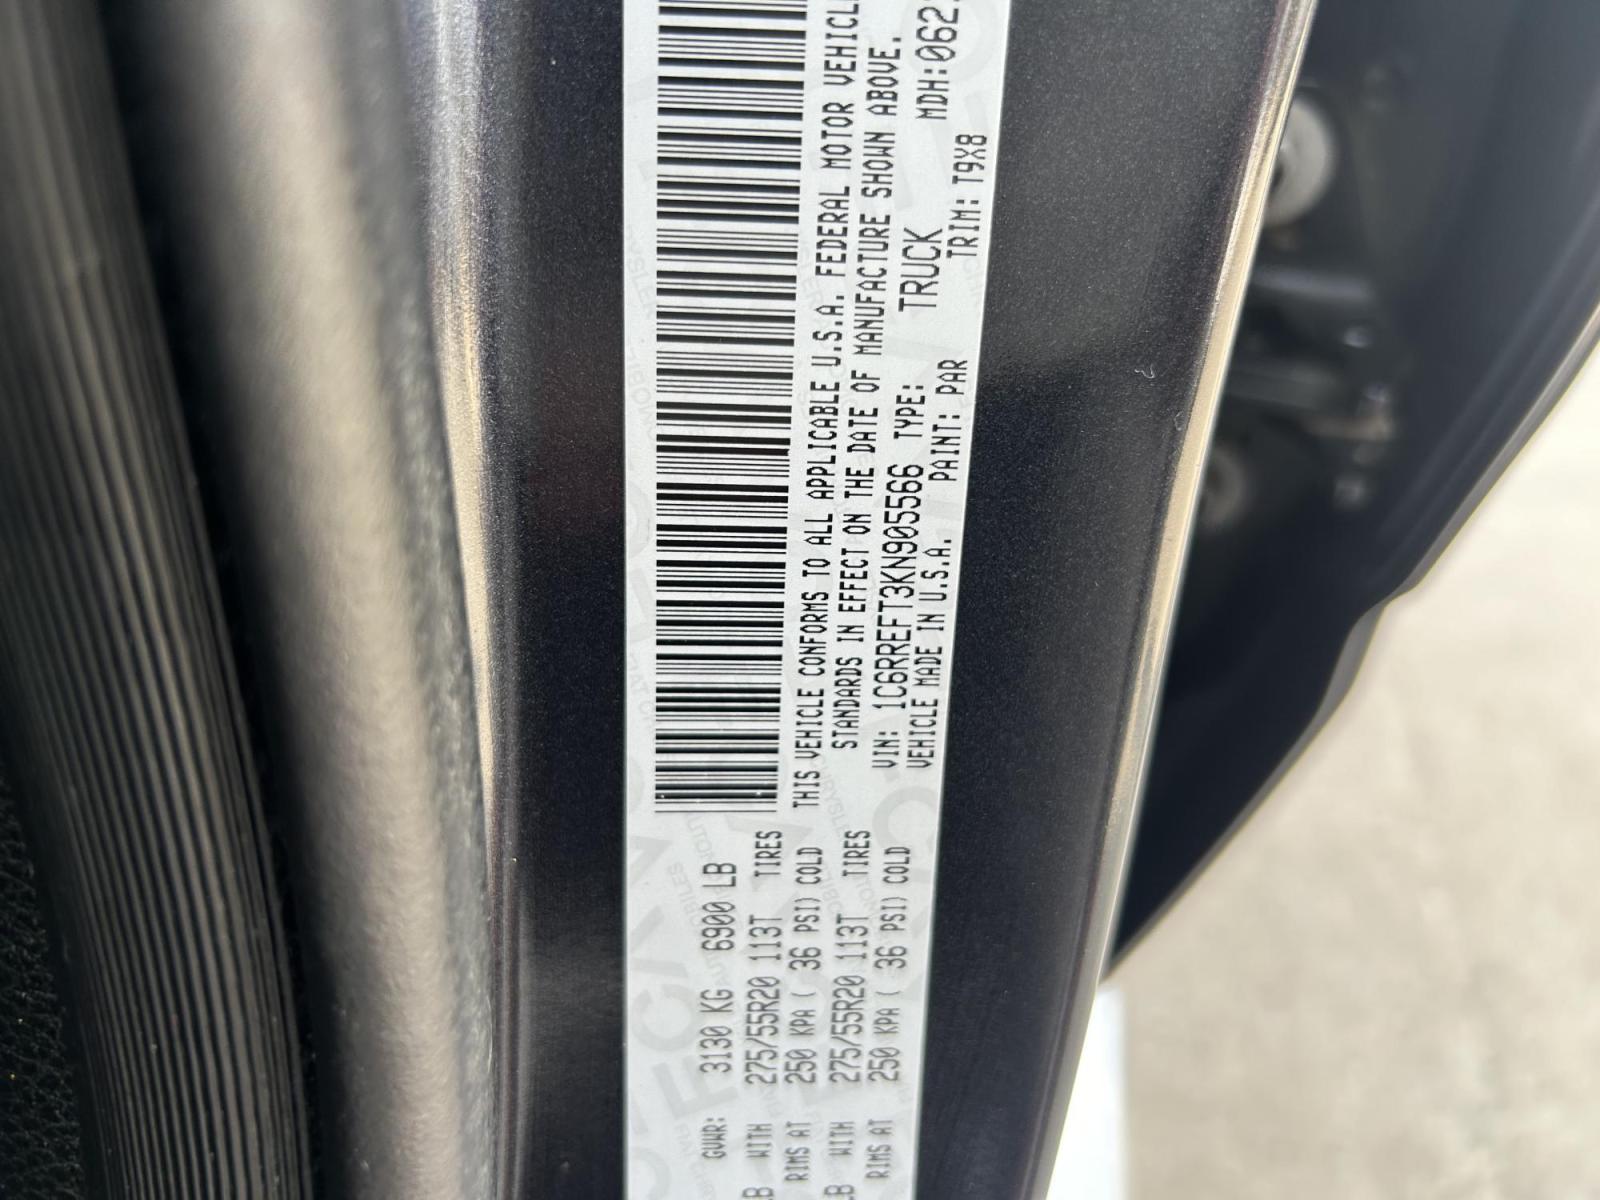 GVWR: 3130 KG 6900 LB
LB WITH 275/55R20 113T TIRES
RIMS AT 250 KPA ( 36 PSI) COLD
LB WITH 275/55R20 113T TIRES
RIMS AT 250 KPA ( 36 PSI) COLD
THIS VEHICLE CONFORMS TO ALL APPLICABLE U.S.A. FEDERAL MOTOR VEHICL
STANDARDS IN EFFECT ON THE DATE OF MANUFACTURE SHOWN ABOVE.
VIN: 1C6RREFT3KN905566 TYPE: TRUCK MDH:062
VEHICLE MADE IN U.S.A. PAINT: PAR TRIM: T9X8